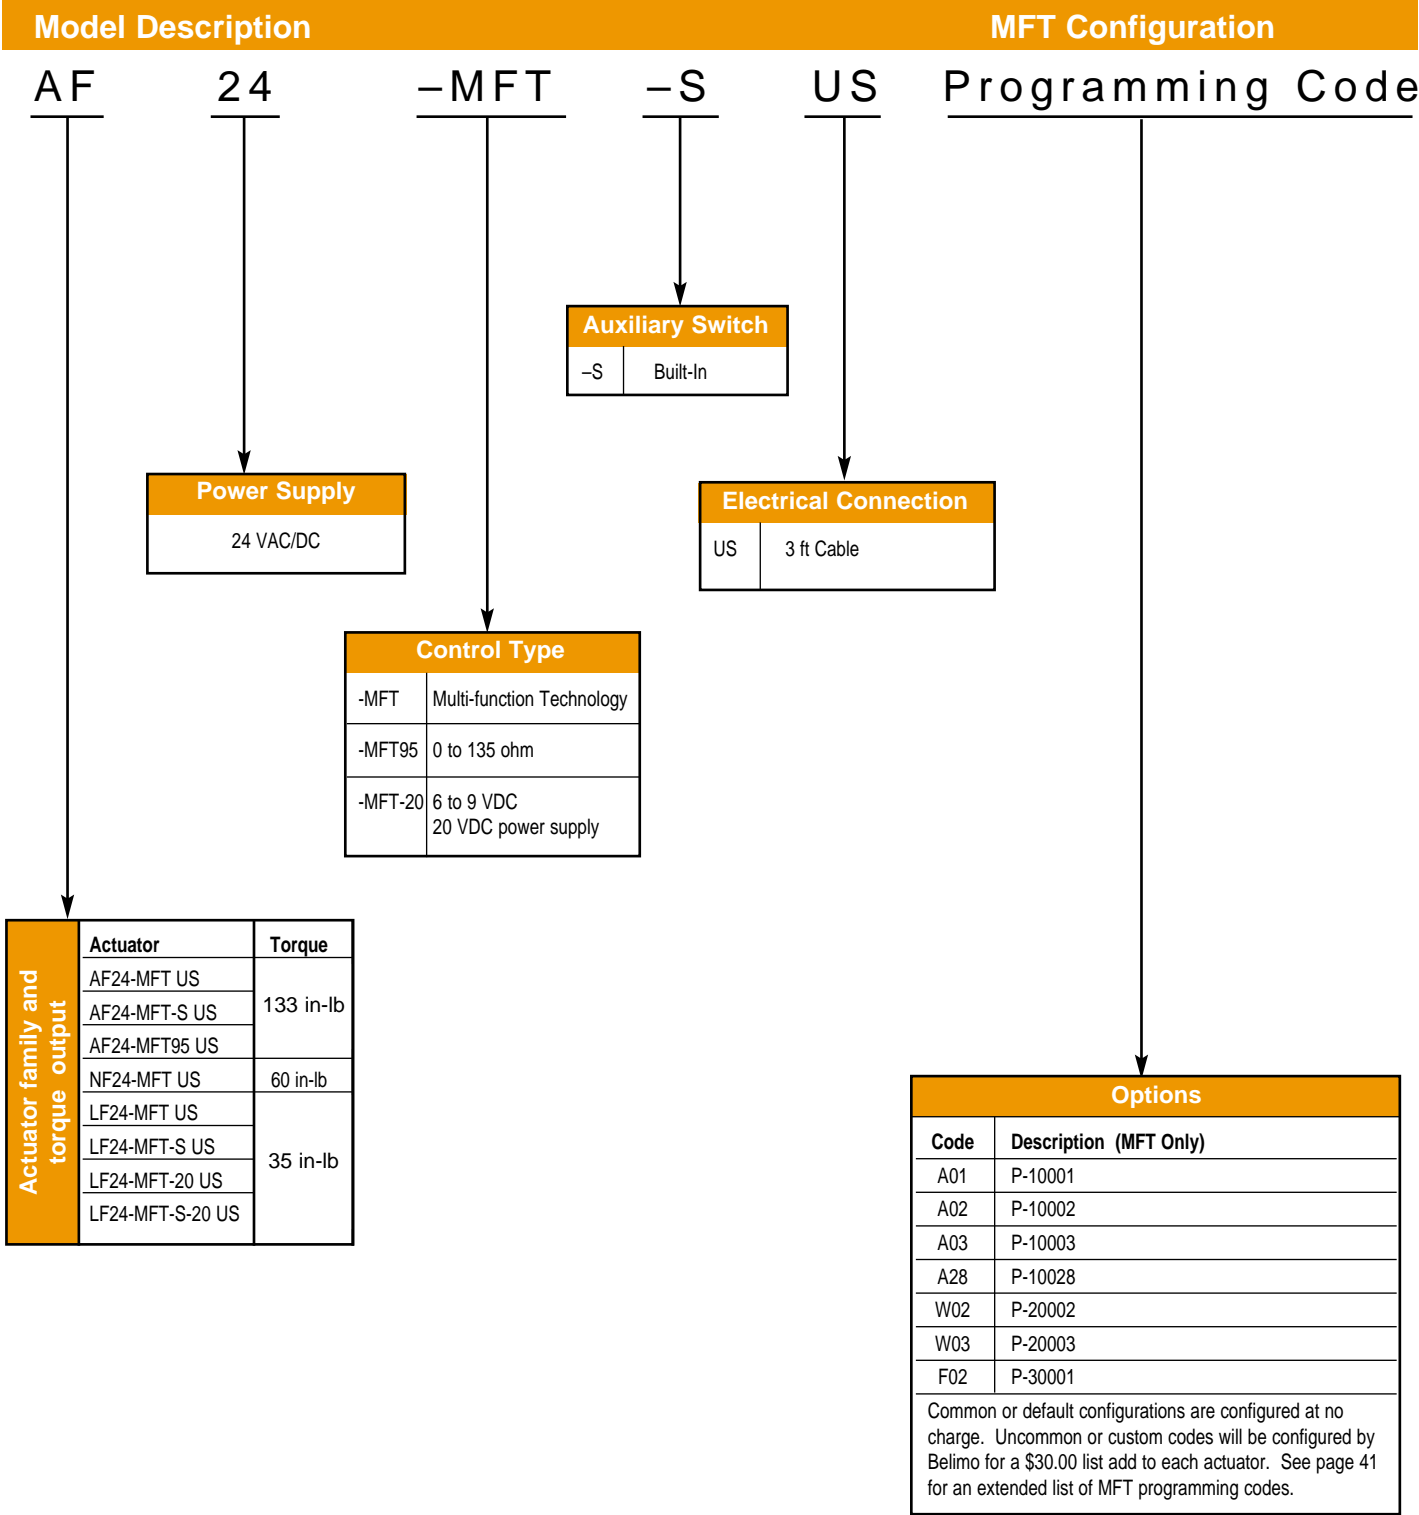 Model Description MFT Configuration
AF 24 –MFT –S US Programming Code
Auxiliary Switch
–S Built-In
Power Supply
24 VAC/DC
Electrical Connection
US 3 ft Cable
Control Type
-MFT Multi-function Technology
-MFT95 0 to 135 ohm
-MFT-20 6 to 9 VDC
20 VDC power supply
Actuator family and
torque output
Actuator Torque
AF24-MFT US
AF24-MFT-S US
133 in-lb
AF24-MFT95 US
NF24-MFT US 60 in-lb
LF24-MFT US
LF24-MFT-S US
35 in-lb
LF24-MFT-20 US
LF24-MFT-S-20 US
Options
Code Description (MFT Only)
A01 P-10001
A02 P-10002
A03 P-10003
A28 P-10028
W02 P-20002
W03 P-20003
F02 P-30001
Common or default configurations are configured at no
charge. Uncommon or custom codes will be configured by
Belimo for a $30.00 list add to each actuator. See page 41
for an extended list of MFT programming codes.